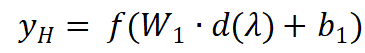 y_H = f(W_1 · d(λ) + b_1)